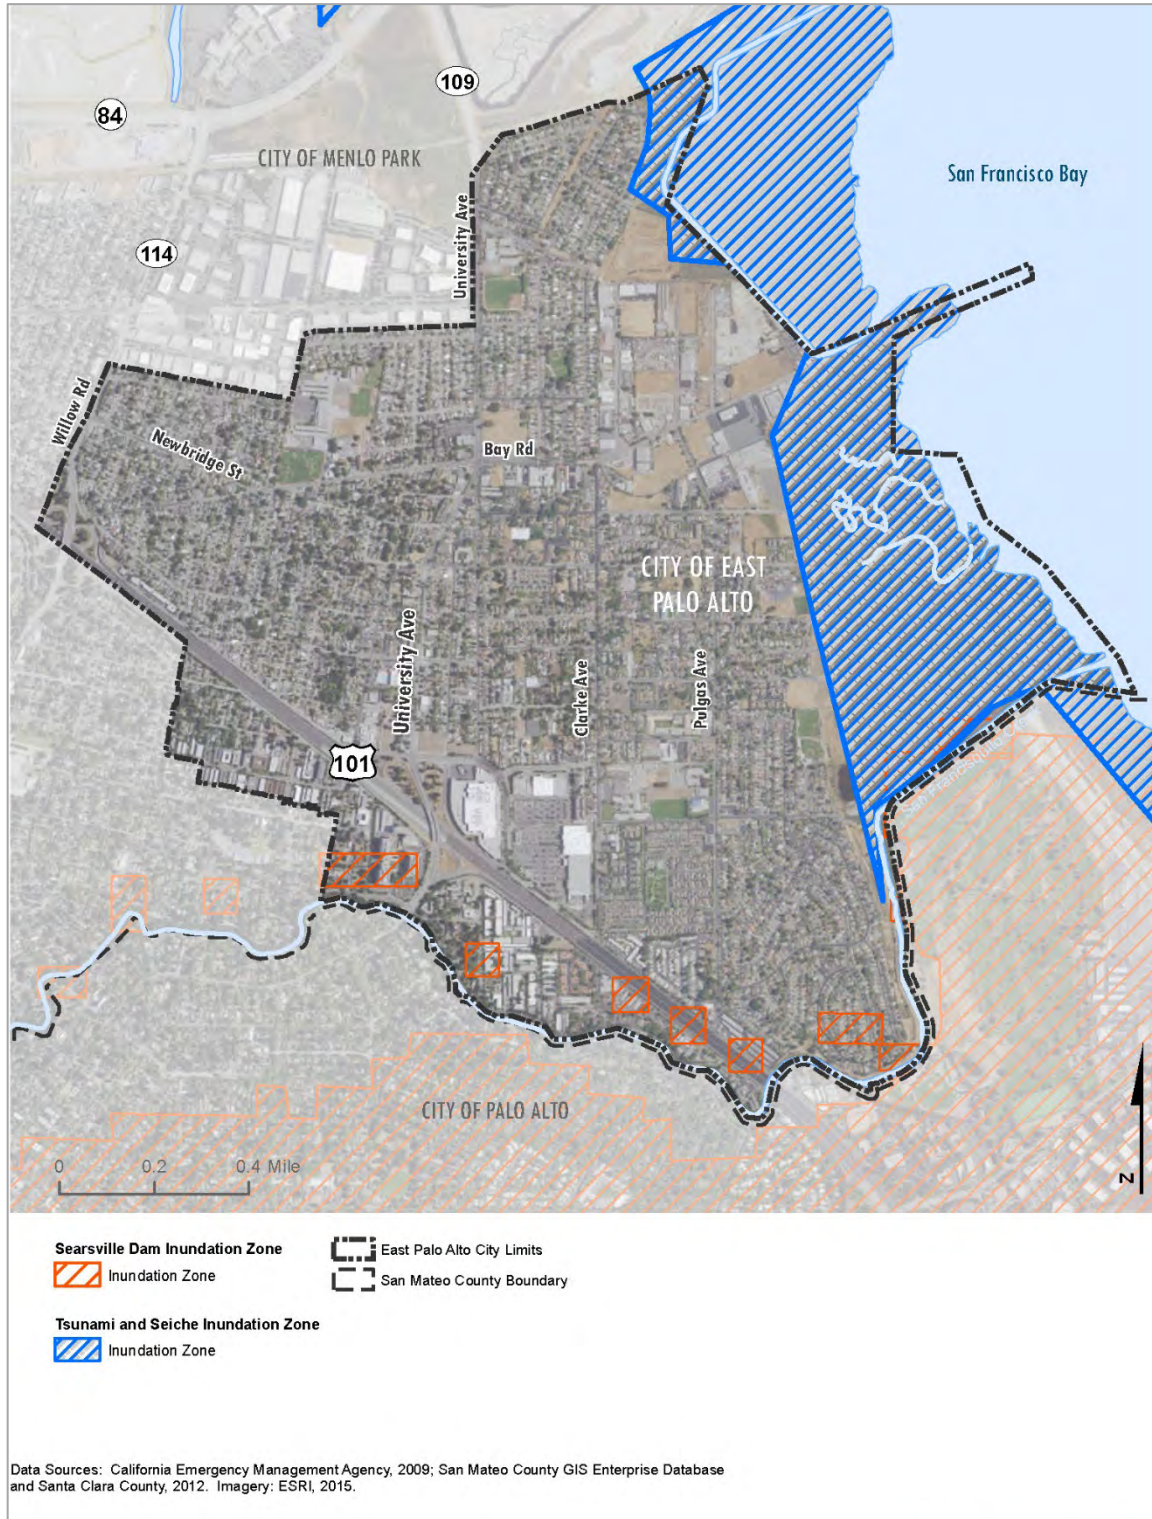 109
84
CITY OF MENLO PARK
San Francisco Bay
University Ave
114
Willow Rd
Newbridge St
Bay Rd
CITY OF EAST
PALO ALTO
University Ave
Clarke Ave
Pulgas Ave
101
San Francisquito
CITY OF PALO ALTO
0 0.2 0.4 Mile
N
Searsville Dam Inundation Zone
Inundation Zone
East Palo Alto City Limits
San Mateo County Boundary
Tsunami and Seiche Inundation Zone
Inundation Zone
Data Sources: California Emergency Management Agency, 2009; San Mateo County GIS Enterprise Database
and Santa Clara County, 2012. Imagery: ESRI, 2015.